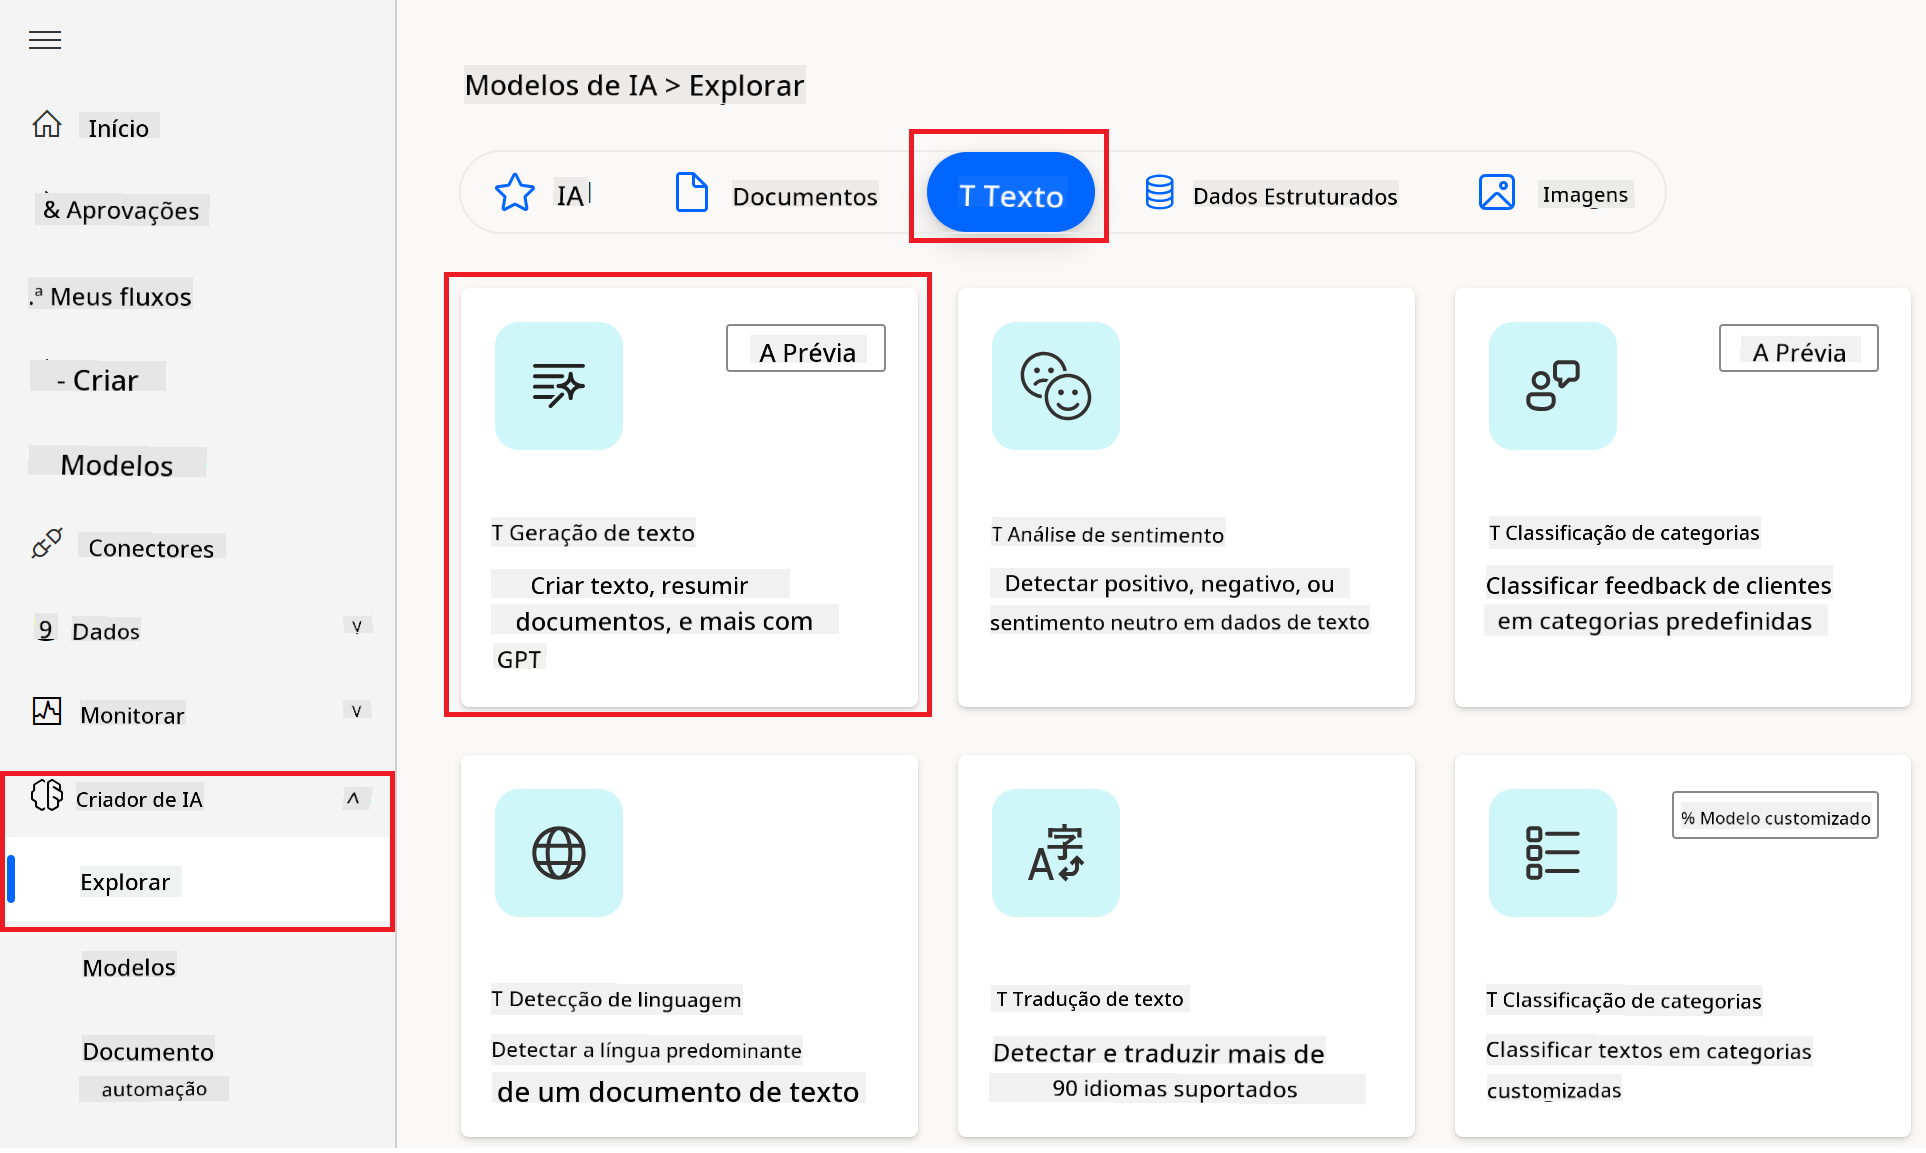 Início
& Aprovações
.ª Meus fluxos
- Criar
Modelos
Conectores
9 Dados
Monitorar
Criador de IA
Explorar
Modelos
Documento
automação
Modelos de IA > Explorar
IA
Documentos
T Texto
Dados Estruturados
Imagens
A Prévia
T Geração de texto
Criar texto, resumir
documentos, e mais com
GPT
T Análise de sentimento
Detectar positivo, negativo, ou
sentimento neutro em dados de texto
A Prévia
T Classificação de categorias
Classificar feedback de clientes
em categorias predefinidas
T Detecção de linguagem
Detectar a língua predominante
de um documento de texto
T Tradução de texto
Detectar e traduzir mais de
90 idiomas suportados
% Modelo customizado
T Classificação de categorias
Classificar textos em categorias
customizadas